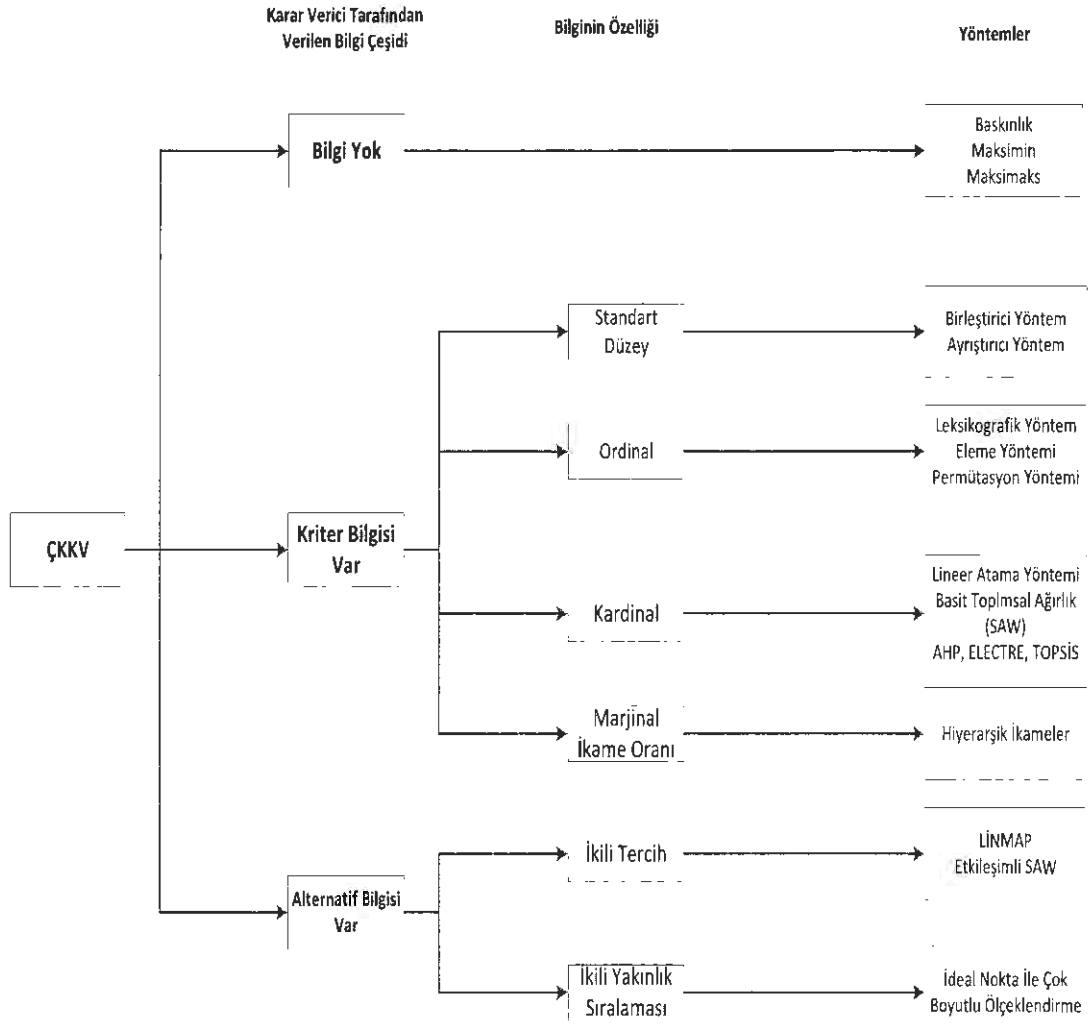 Karar Verici Tarafından
Verilen Bilgi Çeşidi
Bilginin Özelliği
Yöntemler
Bilgi Yok
Baskınlık
Maksimin
Maksimaks
Standart
Düzey
Birleştirici Yöntem
Ayrıştırıcı Yöntem
Ordinal
Leksikografik Yöntem
Eleme Yöntemi
Permütasyon Yöntemi
ÇKKV
Kriter Bilgisi
Var
Kardinal
Lineer Atama Yöntemi
Basit Toplmsal Ağırlık
(SAW)
AHP, ELECTRE, TOPSİS
Marjinal
İkame Oranı
Hiyerarşik İkameler
Alternatif Bilgisi
Var
İkili Tercih
LİNMAP
Etkileşimli SAW
İkili Yakınlık
Sıralaması
İdeal Nokta İle Çok
Boyutlu Ölçeklendirme